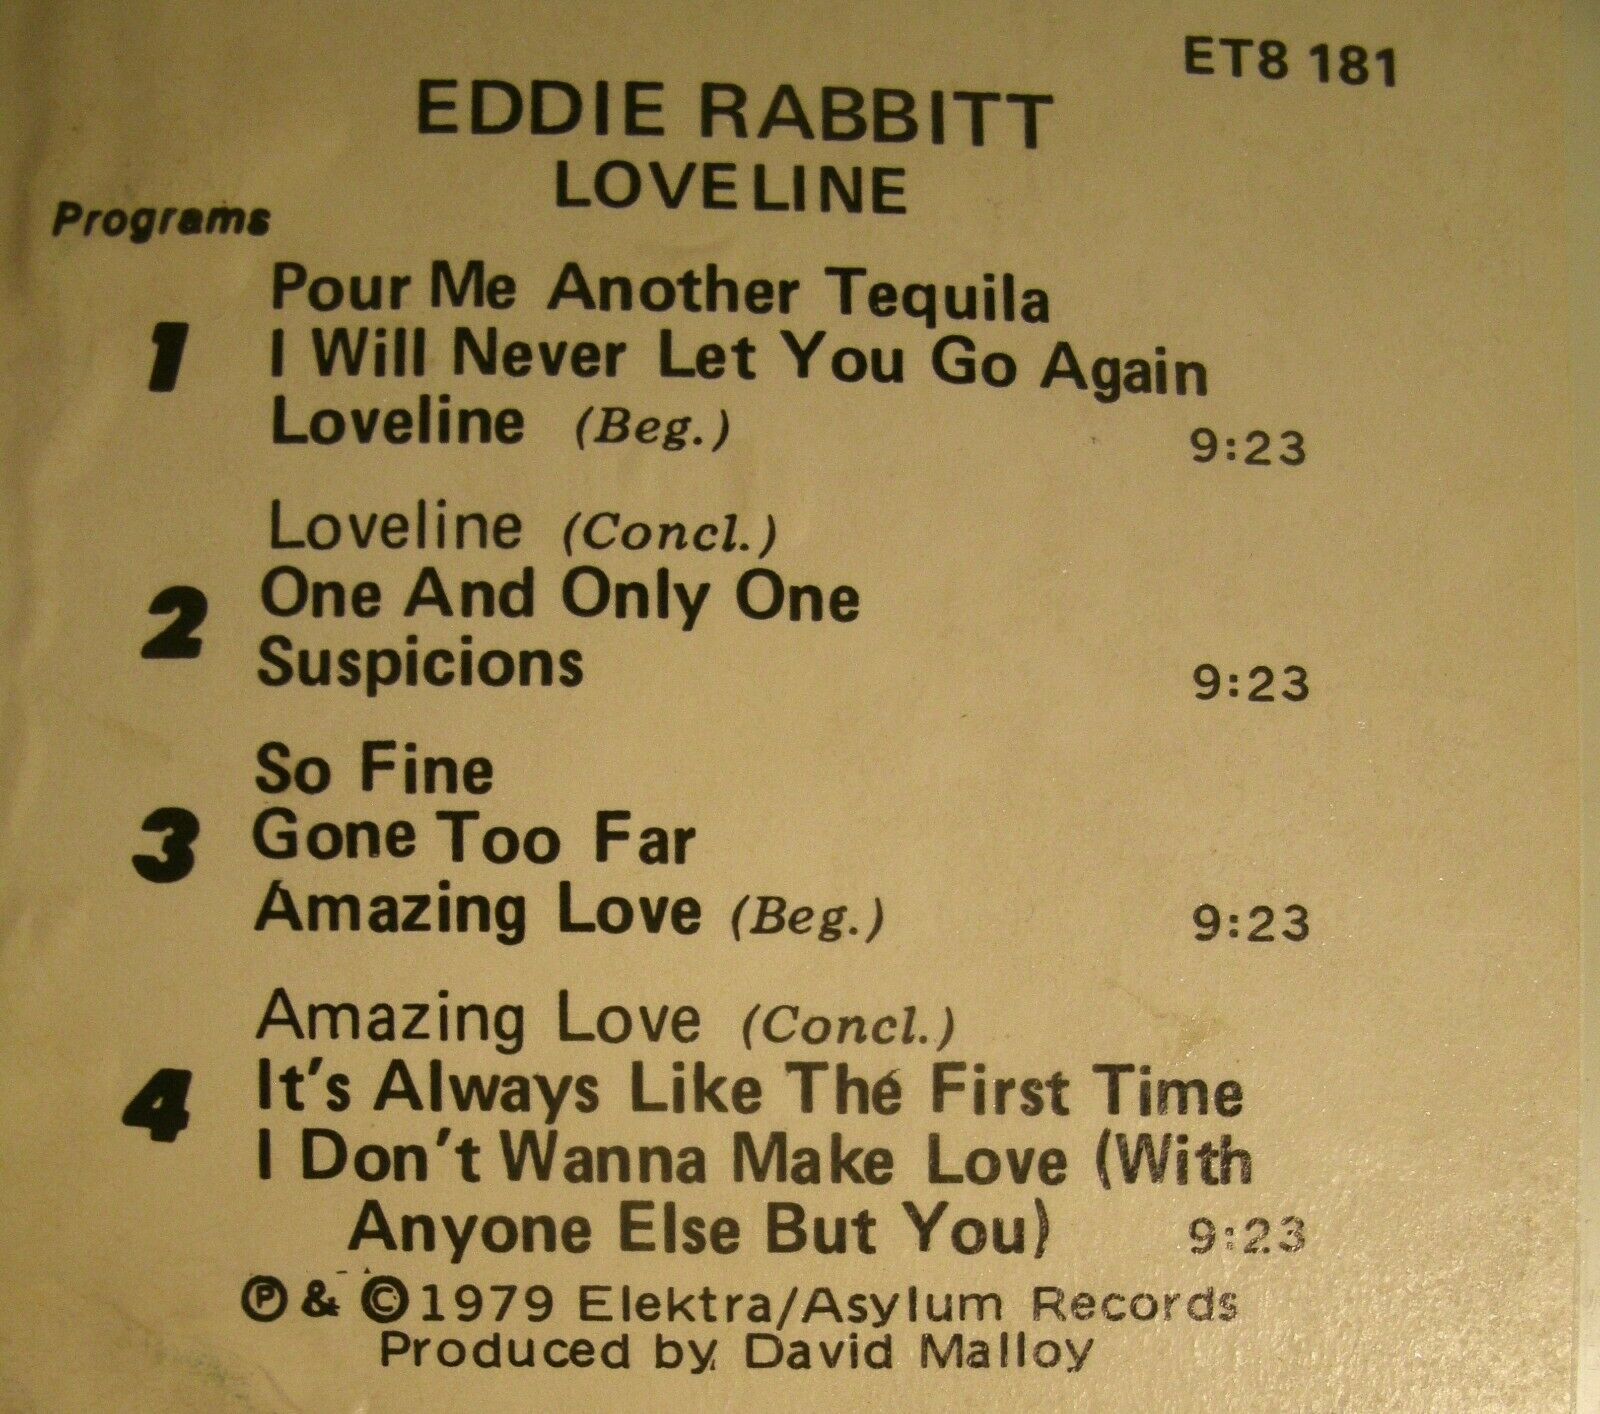 ET8 181
EDDIE RABBITT
LOVELINE
Programs
1
Pour Me Another Tequila
I Will Never Let You Go Again
Loveline (Beg.) 9:23
2
Loveline (Concl.)
One And Only One
Suspicions 9:23
3
So Fine
Gone Too Far
Amazing Love (Beg.) 9:23
4
Amazing Love (Concl.)
It's Always Like The First Time
I Don't Wanna Make Love (With
Anyone Else But You) 9:23
℗ & ©1979 Elektra/Asylum Records
Produced by David Malloy